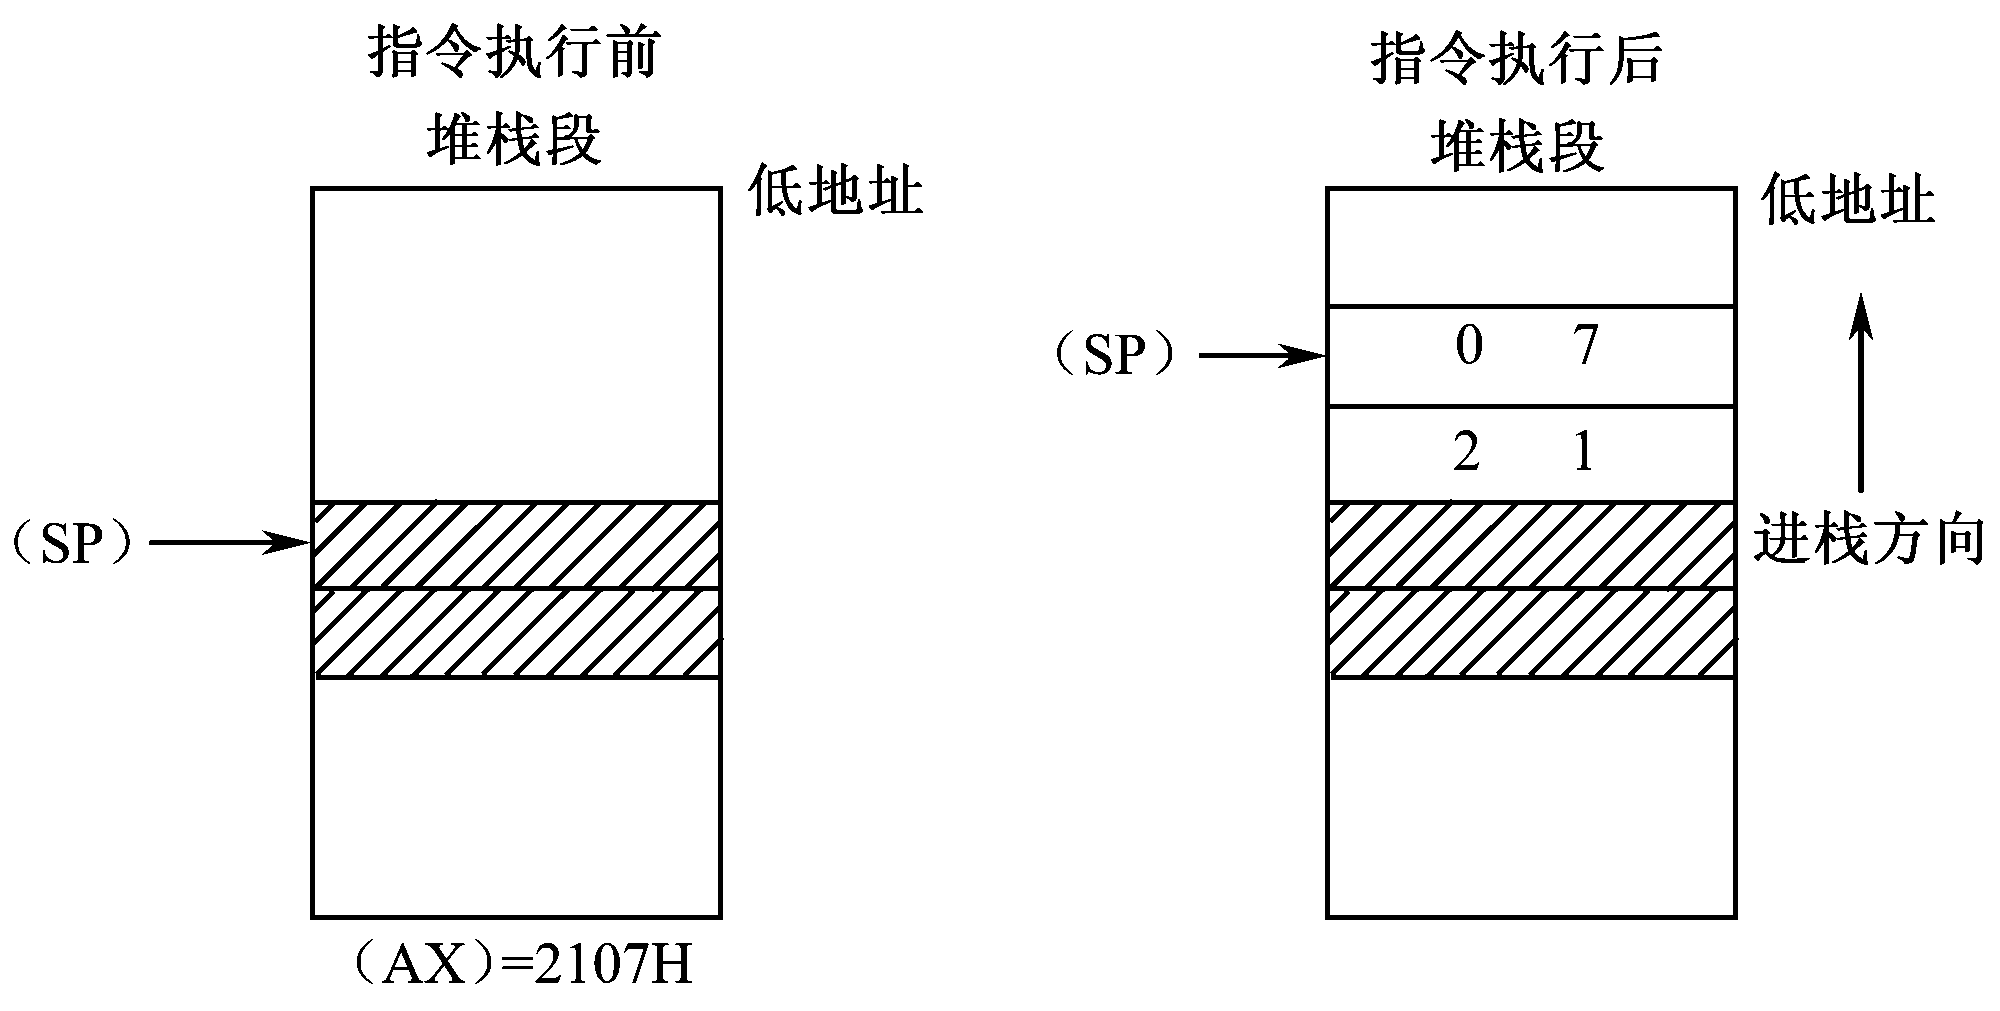 指令执行前
堆栈段
低地址
(SP)
(AX)=2107H
指令执行后
堆栈段
低地址
(SP)
0 7
2 1
进栈方向